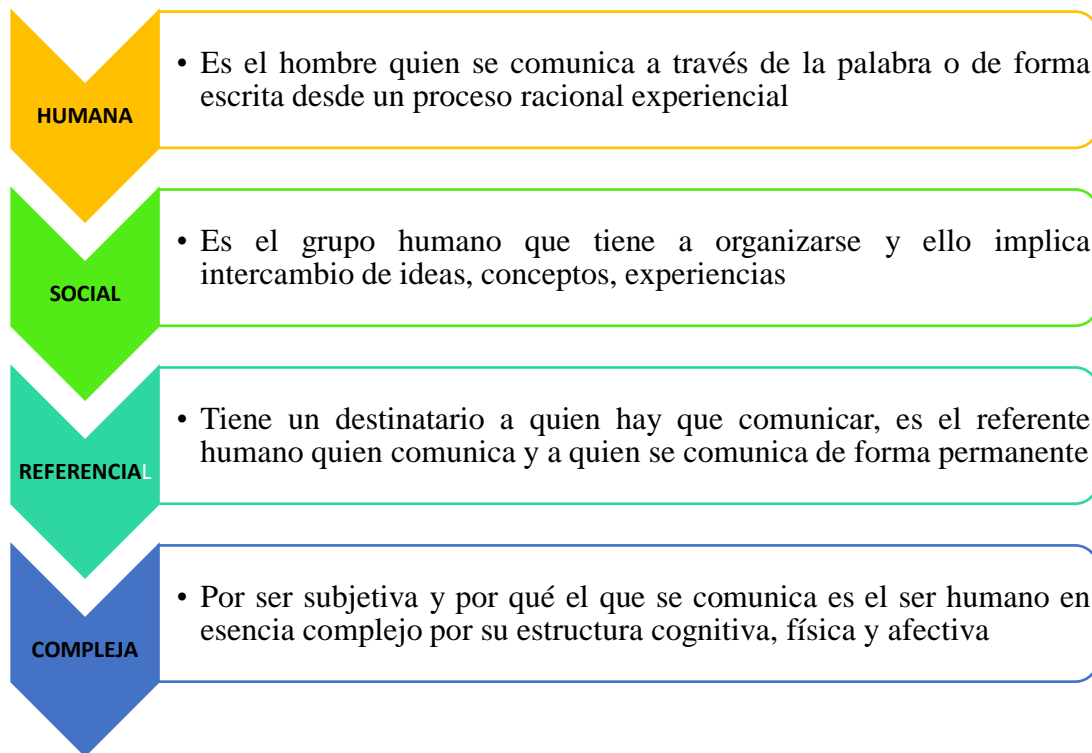 HUMANA
• Es el hombre quien se comunica a través de la palabra o de forma
escrita desde un proceso racional experiencial
SOCIAL
• Es el grupo humano que tiene a organizarse y ello implica
intercambio de ideas, conceptos, experiencias
REFERENCIAL
• Tiene un destinatario a quien hay que comunicar, es el referente
humano quien comunica y a quien se comunica de forma permanente
COMPLEJA
• Por ser subjetiva y por qué el que se comunica es el ser humano en
esencia complejo por su estructura cognitiva, física y afectiva